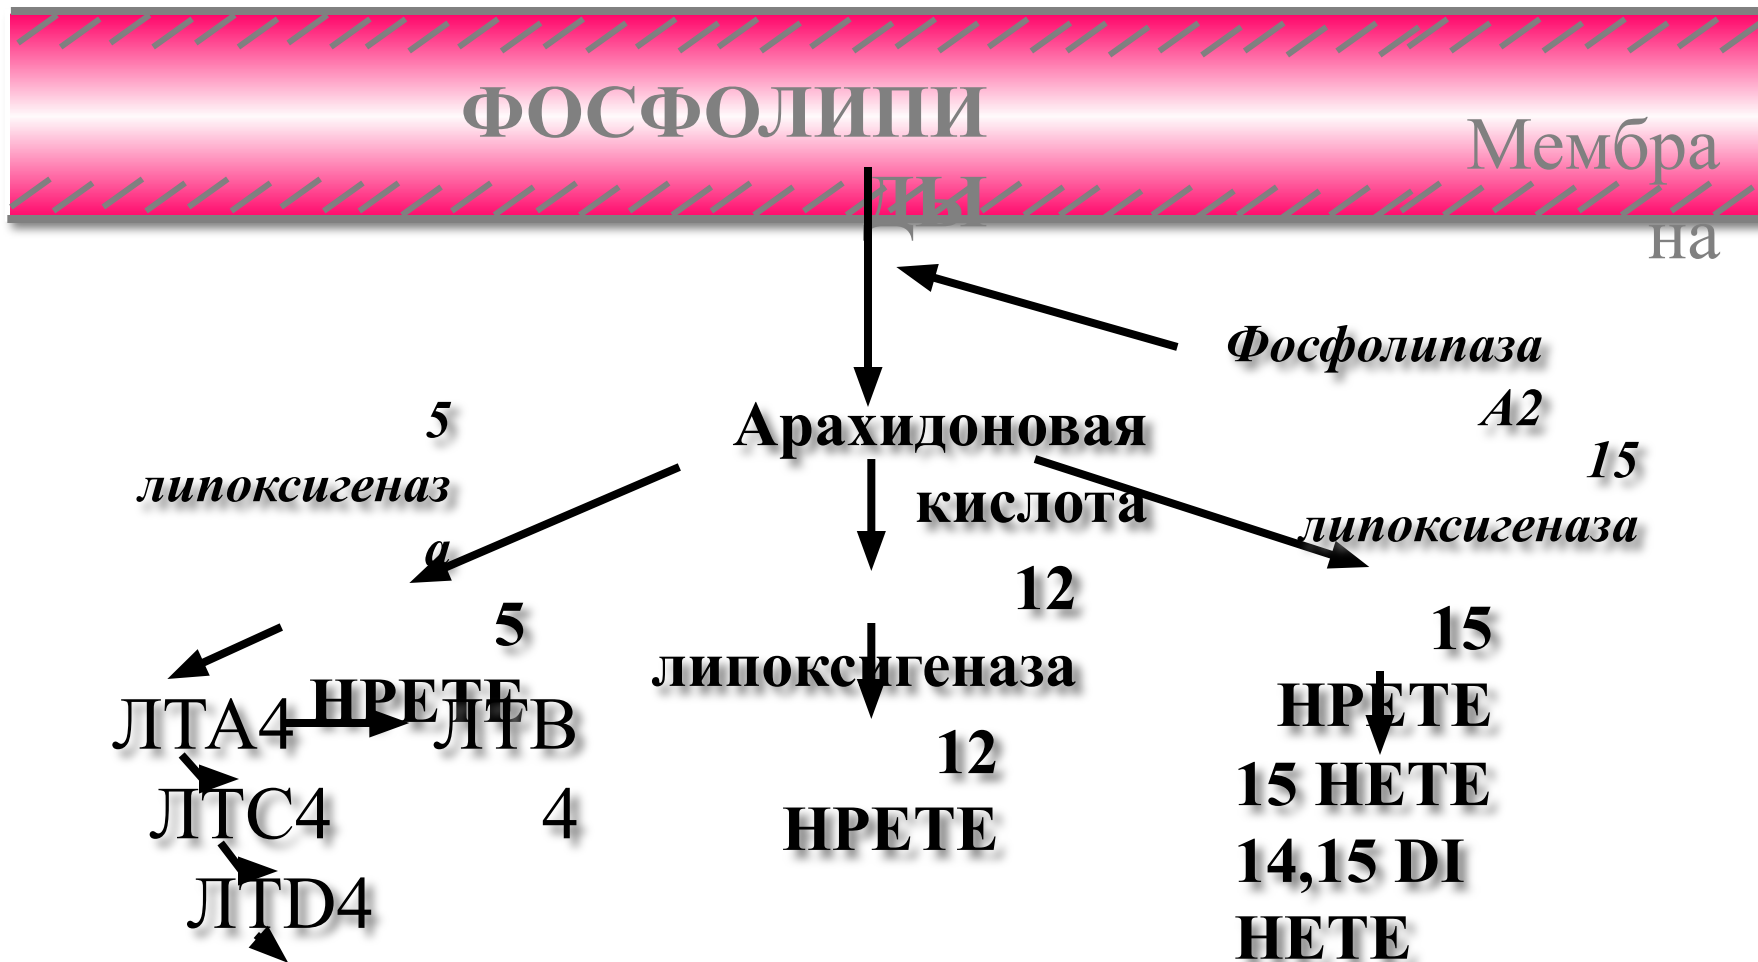 ФОСФОЛИПИ
ДЫ
Мембра
на
Фосфолипаза
А2
5
липоксигеназ
а
Арахидоновая
кислота
15
липоксигеназа
12
липоксигеназа
5
НРЕТЕ
15
НРЕТЕ
ЛТА4
ЛТВ
4
ЛТС4
ЛТD4
12
НРЕТЕ
15 НЕТЕ
14,15 DI
НЕТЕ